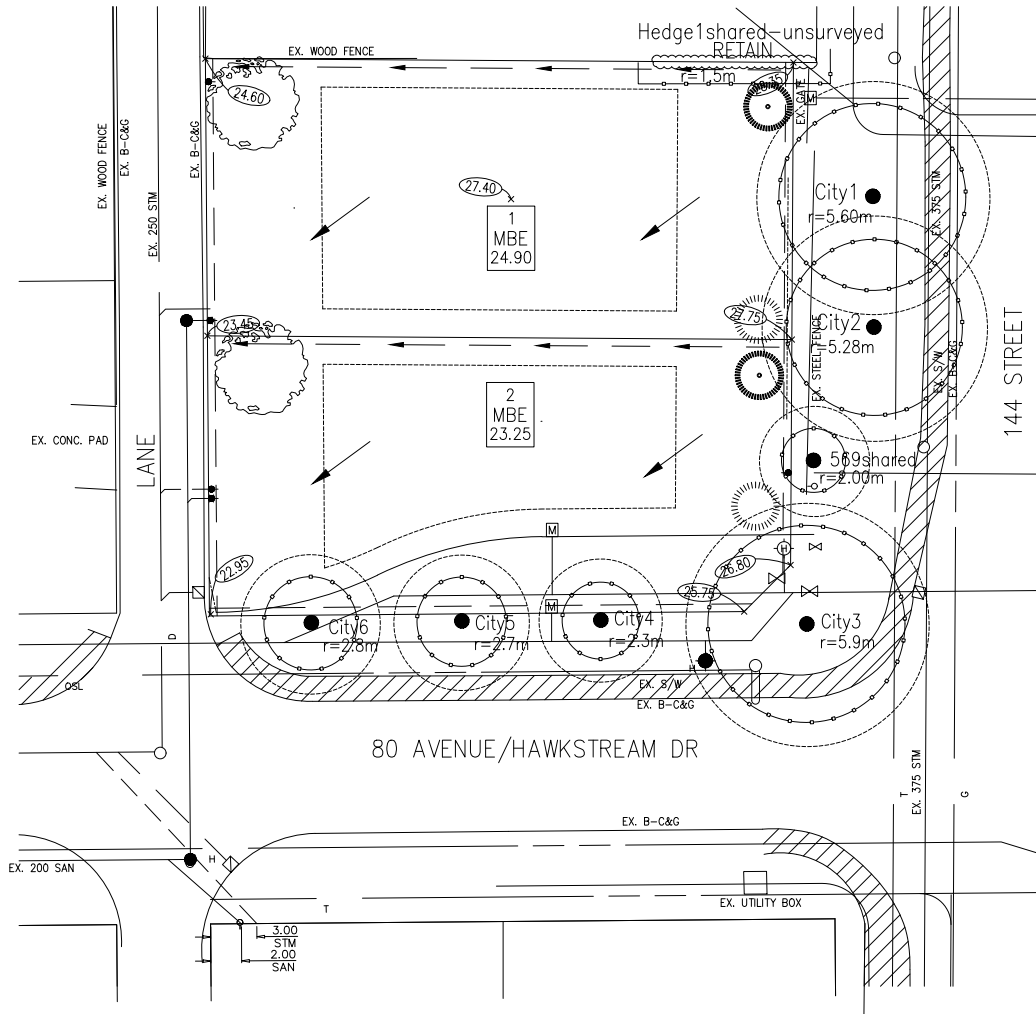 Hedge1shared-unsurveyed
RETAIN
r=1.5m
EX. WOOD FENCE
24.60
EX. GATE
M
EX. WOOD FENCE
EX. B-C&G
EX. B-C&G
EX. 250 STM
27.40
1
MBE
24.90
City1
r=5.60m
EX. 375 STM
23.45
21.75
City2
r=5.28m
EX. STEEL FENCE
EX. S/W
EX. B-C&G
144 STREET
2
MBE
23.25
EX. CONC. PAD
LANE
569shared
r=2.00m
M
H
22.95
26.80
25.75
M
City6
r=2.8m
City5
r=2.7m
City4
r=2.3m
City3
r=5.9m
D
H
OSL
EX. S/W
EX. B-C&G
80 AVENUE/HAWKSTREAM DR
T
EX. 375 STM
G
EX. B-C&G
EX. 200 SAN
H
T
EX. UTILITY BOX
3.00
STM
2.00
SAN